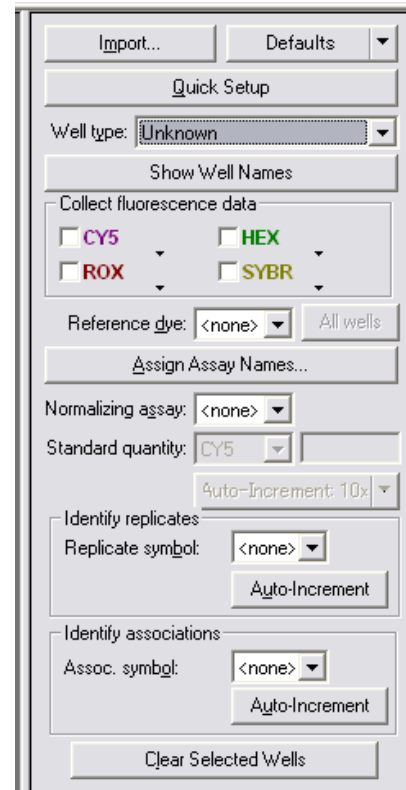 Import... Defaults
Quick Setup
Well type: Unknown
Show Well Names
Collect fluorescence data
CY5 HEX
ROX SYBR
Reference dye: <none> All wells
Assign Assay Names...
Normalizing assay: <none>
Standard quantity: CY5
Auto-Increment: 10x
Identify replicates
Replicate symbol: <none>
Auto-Increment
Identify associations
Assoc. symbol: <none>
Auto-Increment
Clear Selected Wells